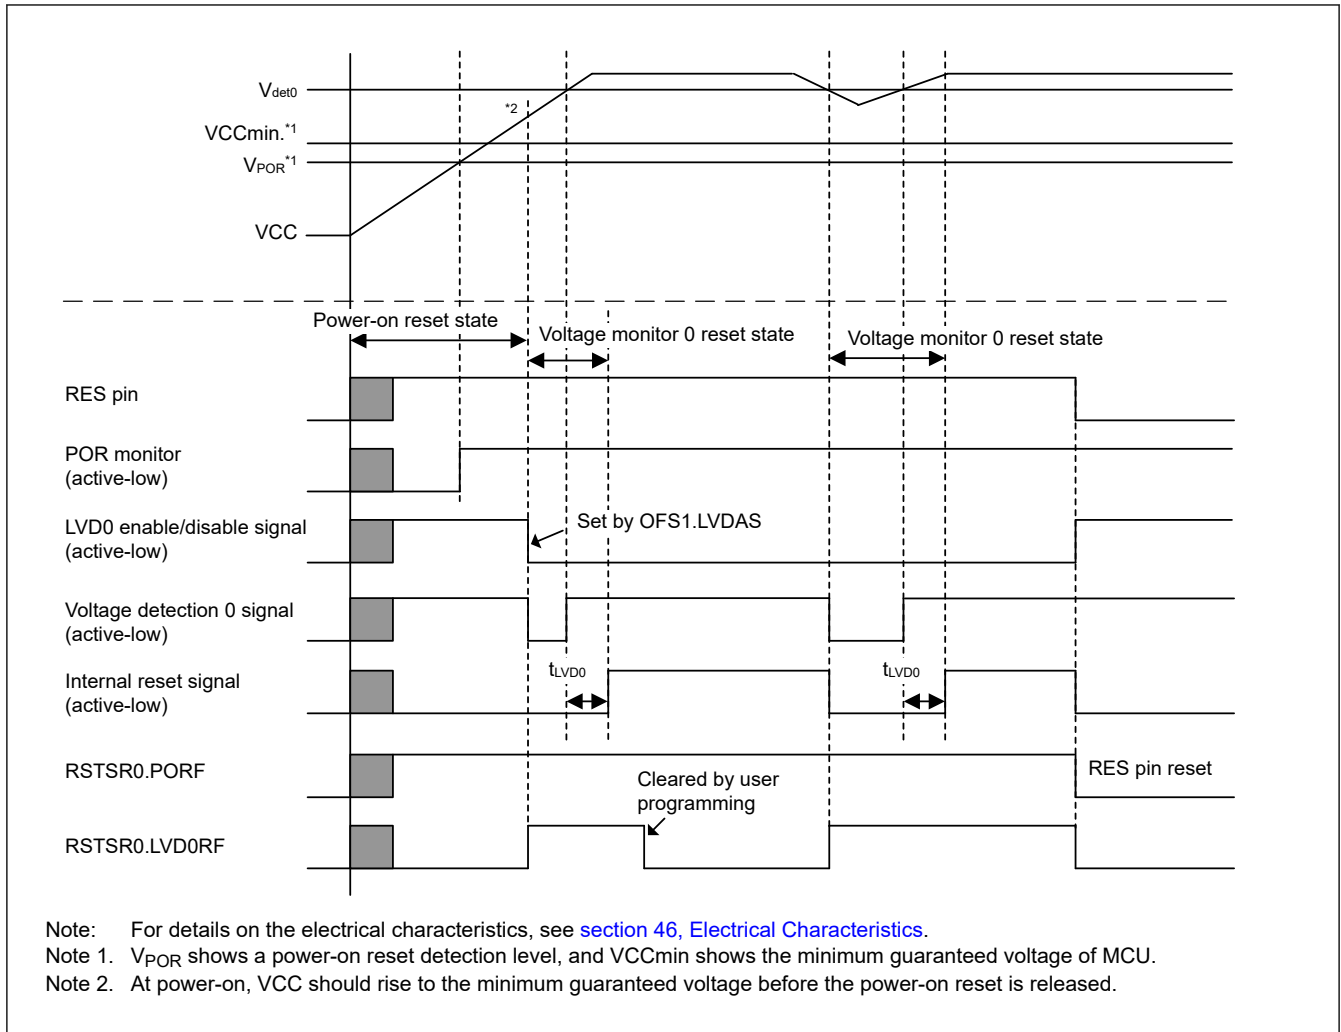 Vdet0
*2
VCCmin.*1
VPOR*1
VCC
Power-on reset state
Voltage monitor 0 reset state
Voltage monitor 0 reset state
RES pin
POR monitor
(active-low)
LVD0 enable/disable signal
(active-low)
Set by OFS1.LVDAS
Voltage detection 0 signal
(active-low)
tLVD0
tLVD0
Internal reset signal
(active-low)
RSTSR0.PORF
RES pin reset
Cleared by user
programming
RSTSR0.LVD0RF
Note: For details on the electrical characteristics, see section 46, Electrical Characteristics.
Note 1. VPOR shows a power-on reset detection level, and VCCmin shows the minimum guaranteed voltage of MCU.
Note 2. At power-on, VCC should rise to the minimum guaranteed voltage before the power-on reset is released.